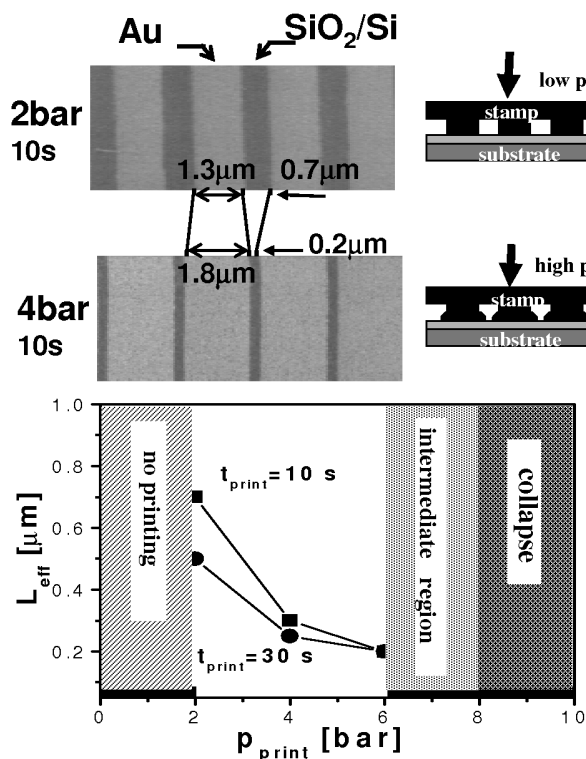 Au
SiO2/Si
2bar
10s
low p
stamp
substrate
1.3μm
0.7μm
0.2μm
1.8μm
4bar
10s
high p
stamp
substrate
1.0
0.8
0.6
0.4
0.2
Leff [μm]
no printing
tprint=10 s
tprint=30 s
intermediate region
collapse
0
2
4
6
8
10
pprint [bar]